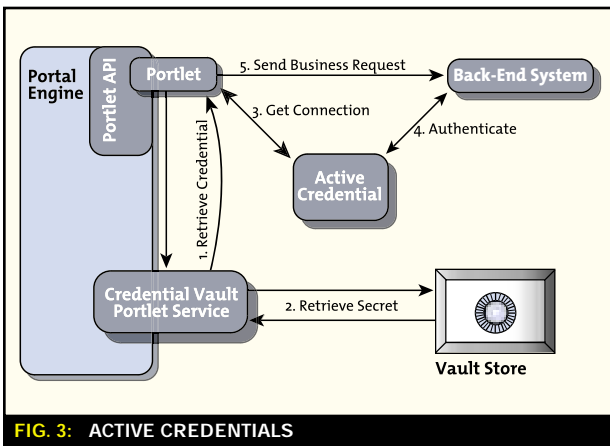 Portal
Engine
Portlet API
Portlet
5. Send Business Request
Back-End System
3. Get Connection
4. Authenticate
Active
Credential
1. Retrieve Credential
Credential Vault
Portlet Service
2. Retrieve Secret
Vault Store
FIG. 3: ACTIVE CREDENTIALS